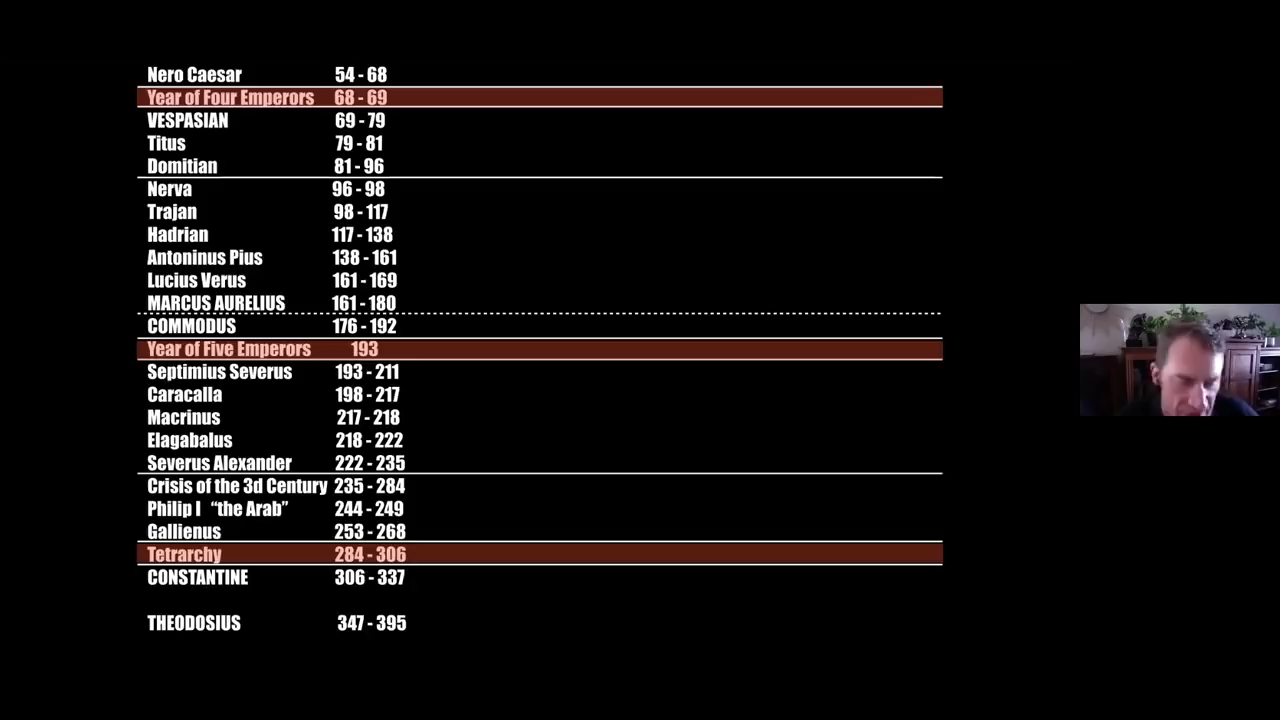 Nero Caesar 54 - 68
Year of Four Emperors 68 - 69
VESPASIAN 69 - 79
Titus 79 - 81
Domitian 81 - 96
Nerva 96 - 98
Trajan 98 - 117
Hadrian 117 - 138
Antoninus Pius 138 - 161
Lucius Verus 161 - 169
MARCUS AURELIUS 161 - 180
COMMODUS 176 - 192
Year of Five Emperors 193
Septimius Severus 193 - 211
Caracalla 198 - 217
Macrinus 217 - 218
Elagabalus 218 - 222
Severus Alexander 222 - 235
Crisis of the 3d Century 235 - 284
Philip I “the Arab” 244 - 249
Gallienus 253 - 268
Tetrarchy 284 - 306
CONSTANTINE 306 - 337
THEODOSIUS 347 - 395